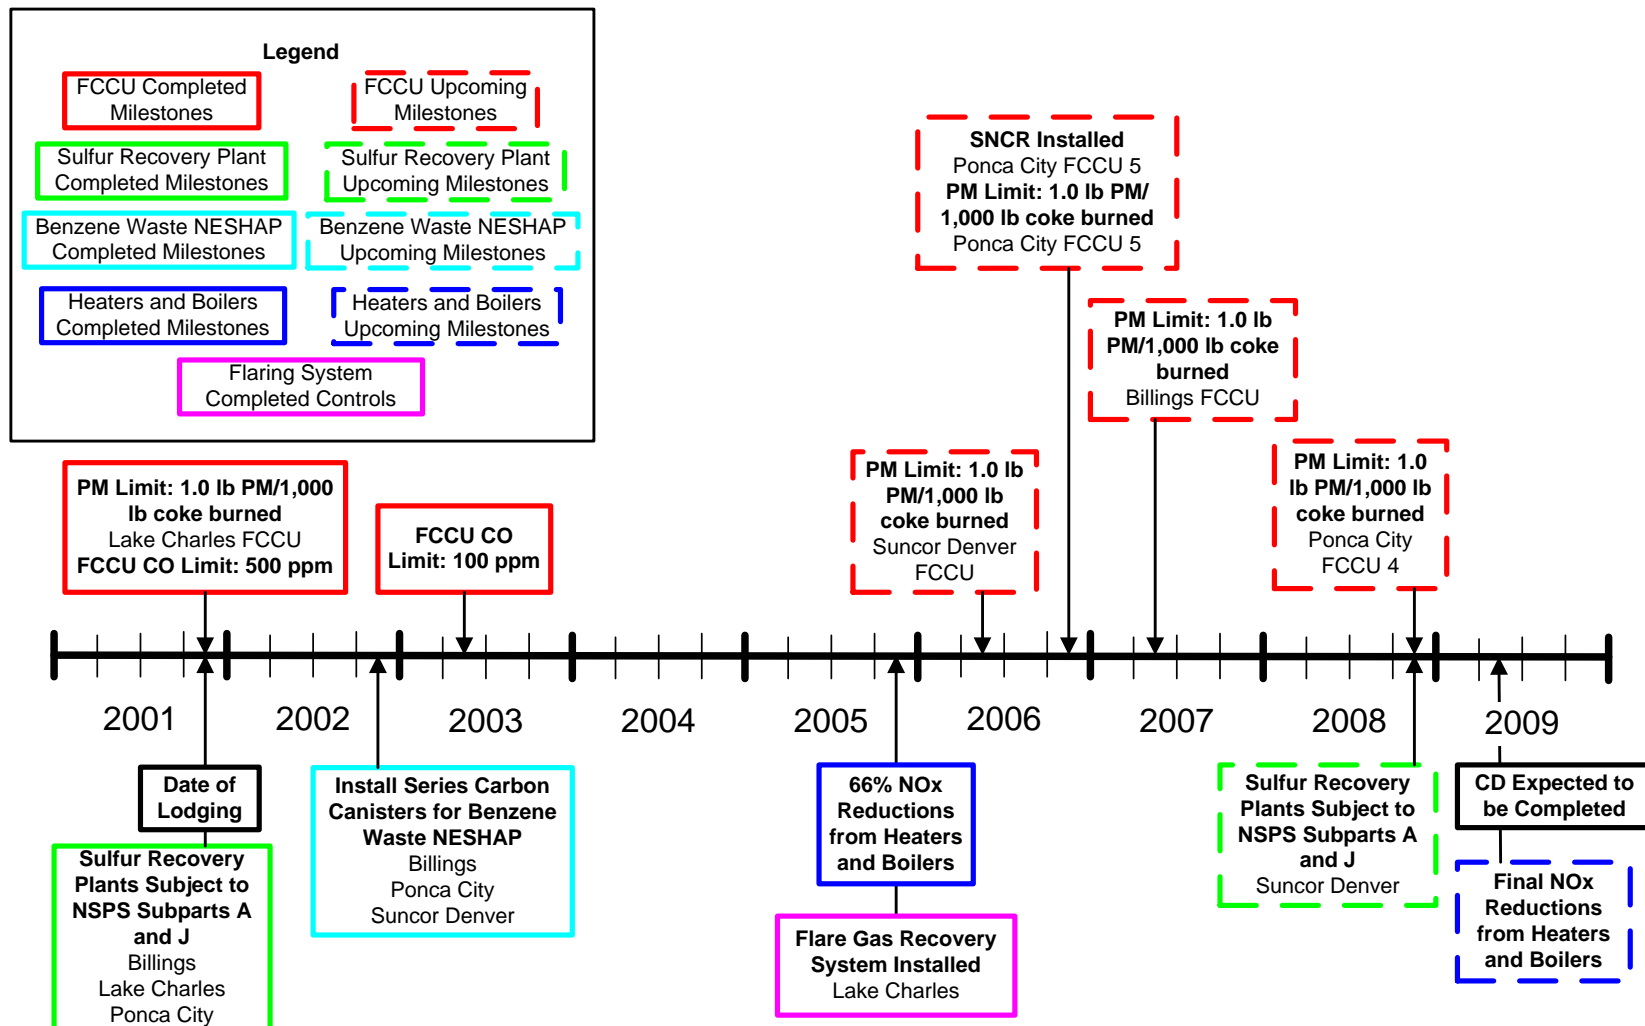 Legend
FCCU Completed
Milestones
FCCU Upcoming
Milestones
Sulfur Recovery Plant
Completed Milestones
Sulfur Recovery Plant
Upcoming Milestones
Benzene Waste NESHAP
Completed Milestones
Benzene Waste NESHAP
Upcoming Milestones
Heaters and Boilers
Completed Milestones
Heaters and Boilers
Upcoming Milestones
Flaring System
Completed Controls
SNCR Installed
Ponca City FCCU 5
PM Limit: 1.0 lb PM/
1,000 lb coke burned
Ponca City FCCU 5
PM Limit: 1.0 lb
PM/1,000 lb coke
burned
Billings FCCU
PM Limit: 1.0 lb PM/1,000
lb coke burned
Lake Charles FCCU
FCCU CO Limit: 500 ppm
FCCU CO
Limit: 100 ppm
PM Limit: 1.0 lb
PM/1,000 lb
coke burned
Suncor Denver
FCCU
PM Limit: 1.0
lb PM/1,000 lb
coke burned
Ponca City
FCCU 4
2001
2002
2003
2004
2005
2006
2007
2008
2009
Date of
Lodging
Sulfur Recovery
Plants Subject to
NSPS Subparts A
and J
Billings
Lake Charles
Ponca City
Install Series Carbon
Canisters for Benzene
Waste NESHAP
Billings
Ponca City
Suncor Denver
66% NOx
Reductions
from Heaters
and Boilers
Flare Gas Recovery
System Installed
Lake Charles
Sulfur Recovery
Plants Subject to
NSPS Subparts A
and J
Suncor Denver
CD Expected to
be Completed
Final NOx
Reductions
from Heaters
and Boilers